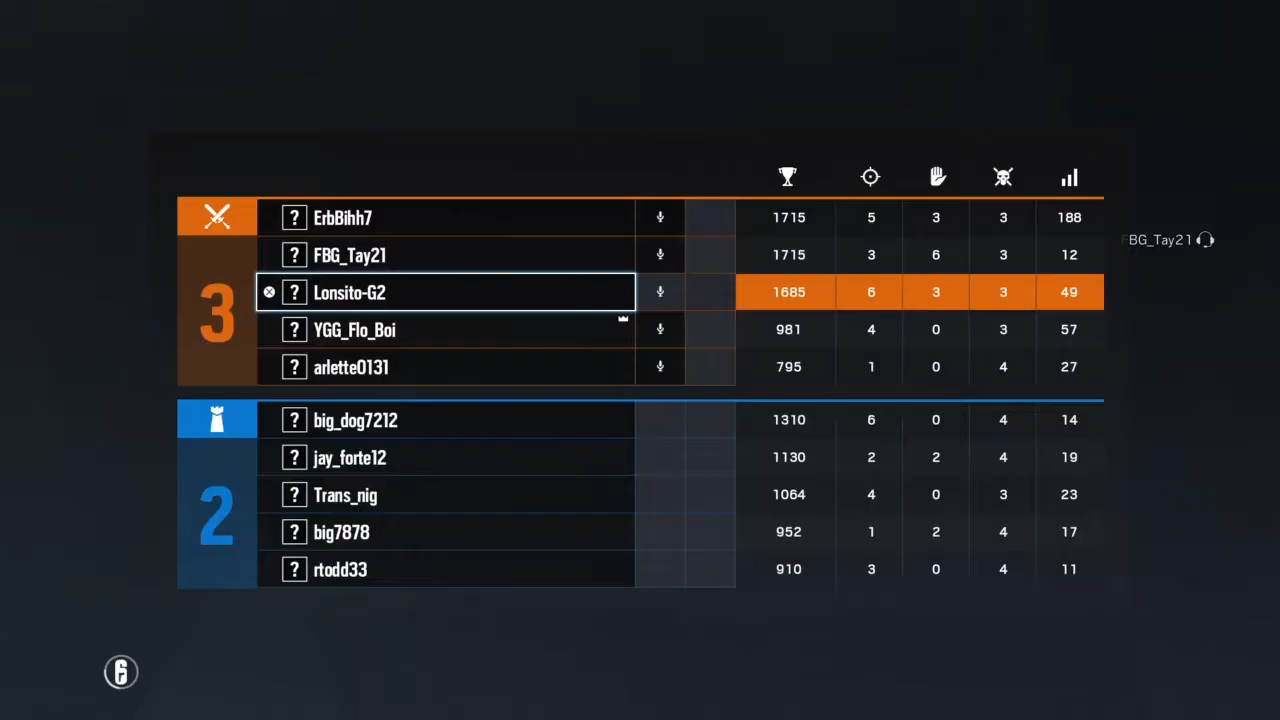 ? ErbBihh7 1715 5 3 3 188
? FBG_Tay21 1715 3 6 3 12
BG_Tay21
3
? Lonsito-G2 1685 6 3 3 49
? YGG_Flo_Boi 981 4 0 3 57
? arlette0131 795 1 0 4 27
? big_dog7212 1310 6 0 4 14
? jay_forte12 1130 2 2 4 19
2
? Trans_nig 1064 4 0 3 23
? big7878 952 1 2 4 17
? rtodd33 910 3 0 4 11
6